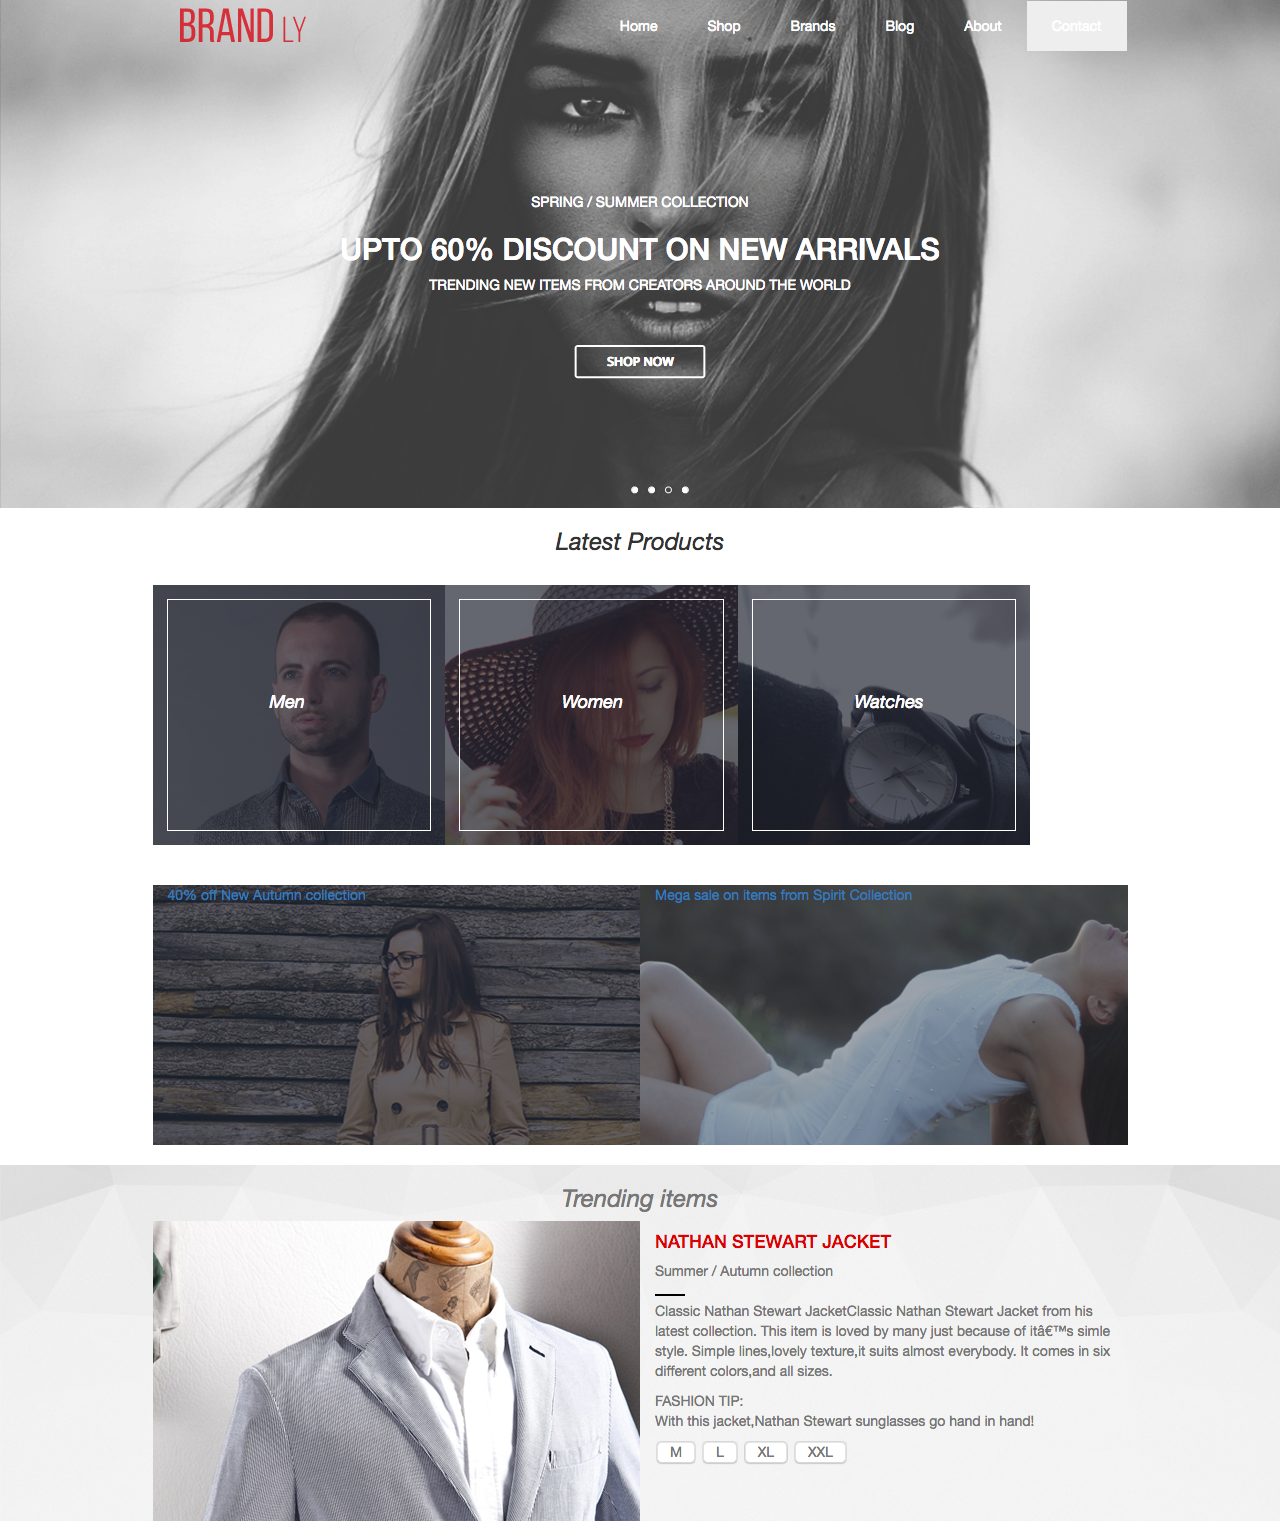 BRAND LY
Home Shop Brands Blog About Contact
SPRING / SUMMER COLLECTION
UPTO 60% DISCOUNT ON NEW ARRIVALS
TRENDING NEW ITEMS FROM CREATORS AROUND THE WORLD
SHOP NOW
Latest Products
Men Women Watches
40% off New Autumn collection
Mega sale on items from Spirit Collection
Trending items
NATHAN STEWART JACKET
Summer / Autumn collection
Classic Nathan Stewart JacketClassic Nathan Stewart Jacket from his
latest collection. This item is loved by many just because of itâ€™s simle
style. Simple lines,lovely texture,it suits almost everybody. It comes in six
different colors,and all sizes.
FASHION TIP:
With this jacket,Nathan Stewart sunglasses go hand in hand!
M L XL XXL